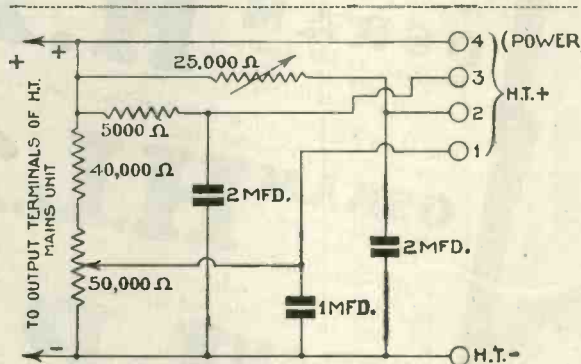 +
+
25,000 Ω
4 (POWER)
3
H.T.+
2
1
5000 Ω
40,000 Ω
TO OUTPUT TERMINALS OF H.T.
MAINS UNIT
2 MFD.
2 MFD.
50,000 Ω
1 MFD.
-
H.T.-